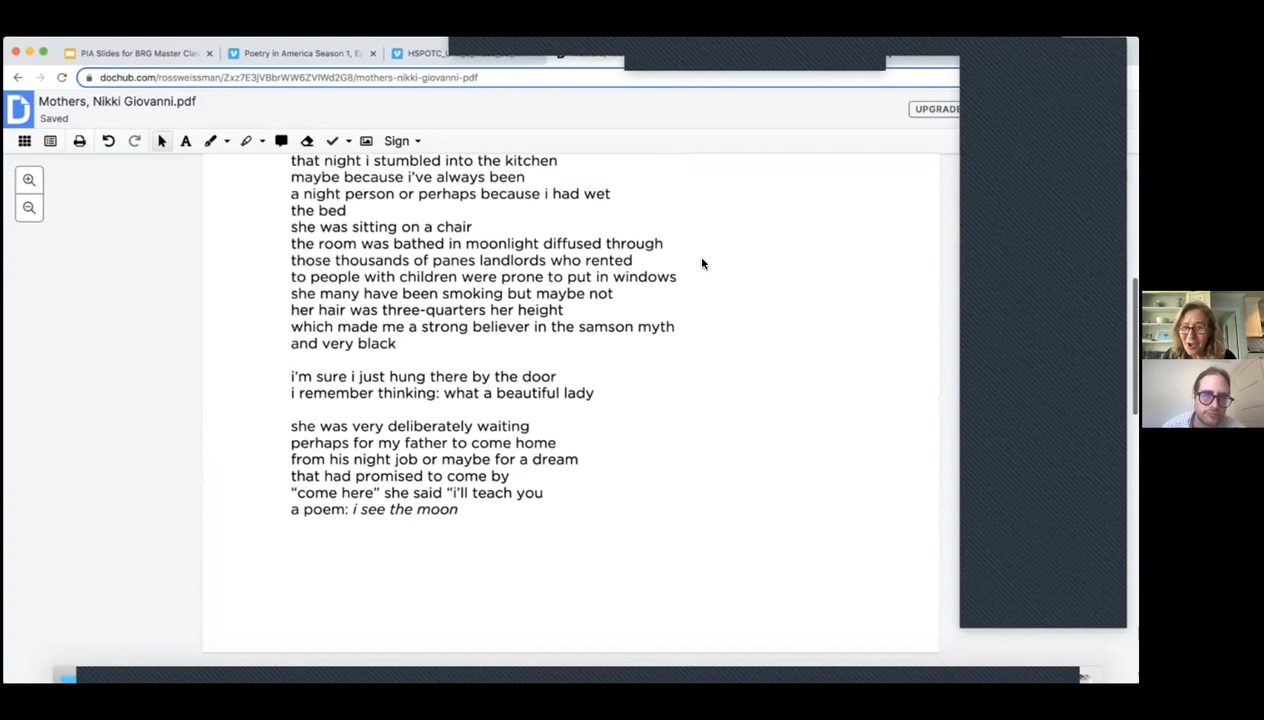 PIA Slides for BRG Master Cla
Poetry in America Season 1, E
HSPOTC_U
dochub.com/rossweissman/Zxz7E3jVBbrWW6ZVlWd2G8/mothers-nikki-giovanni-pdf
Mothers, Nikki Giovanni.pdf
Saved
UPGRADE
A
Sign
that night i stumbled into the kitchen
maybe because i've always been
a night person or perhaps because i had wet
the bed
she was sitting on a chair
the room was bathed in moonlight diffused through
those thousands of panes landlords who rented
to people with children were prone to put in windows
she many have been smoking but maybe not
her hair was three-quarters her height
which made me a strong believer in the samson myth
and very black
i'm sure i just hung there by the door
i remember thinking: what a beautiful lady
she was very deliberately waiting
perhaps for my father to come home
from his night job or maybe for a dream
that had promised to come by
“come here” she said “i'll teach you
a poem: i see the moon